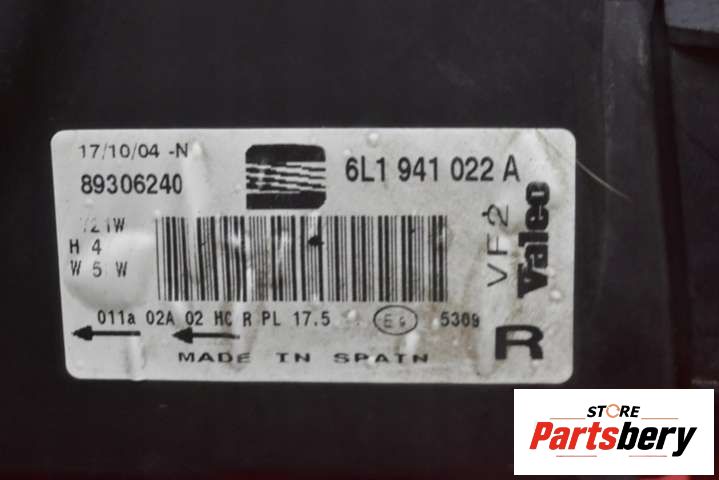 17/10/04 -N
89306240
6L1 941 022 A
H 4
W 5 W
VF2
Valeo
011a 02A 02 HC R PL 17.5 E9 5309
R
MADE IN SPAIN
STORE
Partsbery